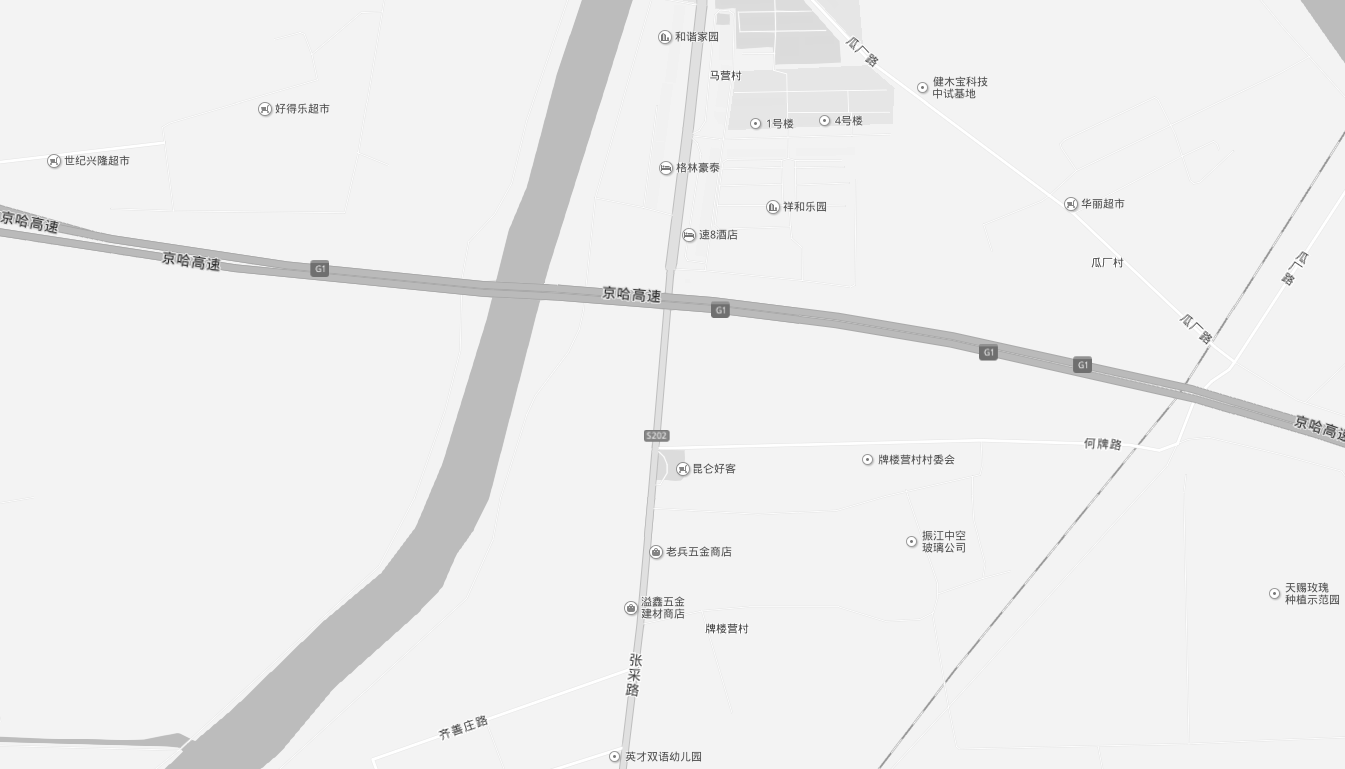 和谐家园
瓜厂路
马营村
健木宝科技
中试基地
好得乐超市
1号楼
4号楼
世纪兴隆超市
格林豪泰
华丽超市
祥和乐园
京哈高速
速8酒店
京哈高速
瓜厂村
瓜厂路
G1
京哈高速
G1
瓜厂路
G1
G1
京哈高速
S202
何牌路
牌楼营村村委会
昆仑好客
振江中空
玻璃公司
老兵五金商店
天赐玫瑰
种植示范园
溢鑫五金
建材商店
牌楼营村
张采路
齐善庄路
英才双语幼儿园